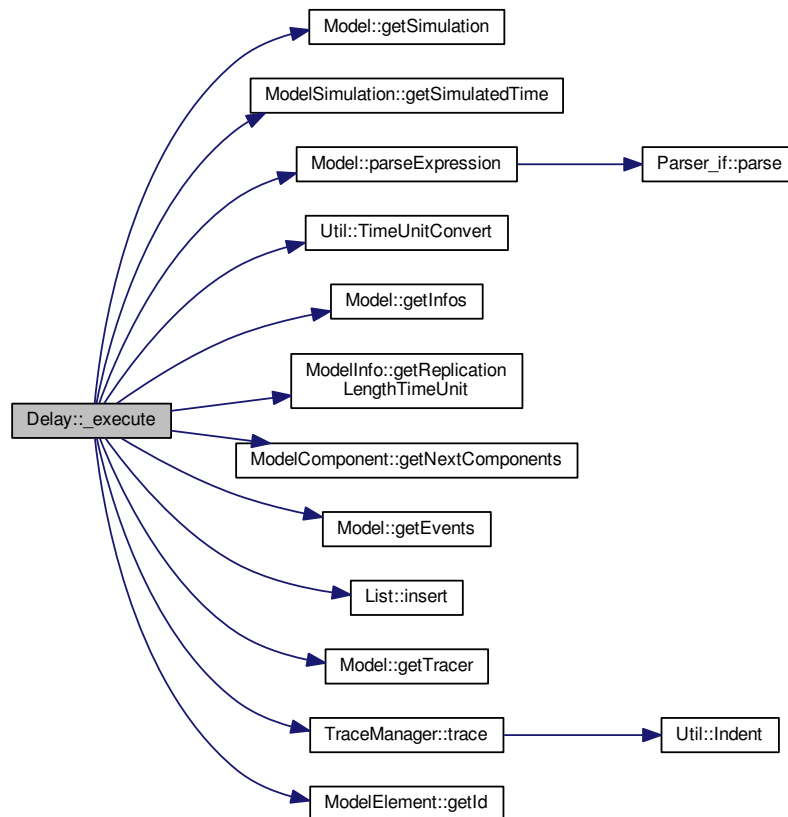 Model::getSimulation
ModelSimulation::getSimulatedTime
Model::parseExpression
Parser_if::parse
Util::TimeUnitConvert
Model::getInfos
ModelInfo::getReplication
LengthTimeUnit
Delay::_execute
ModelComponent::getNextComponents
Model::getEvents
List::insert
Model::getTracer
TraceManager::trace
Util::Indent
ModelElement::getId